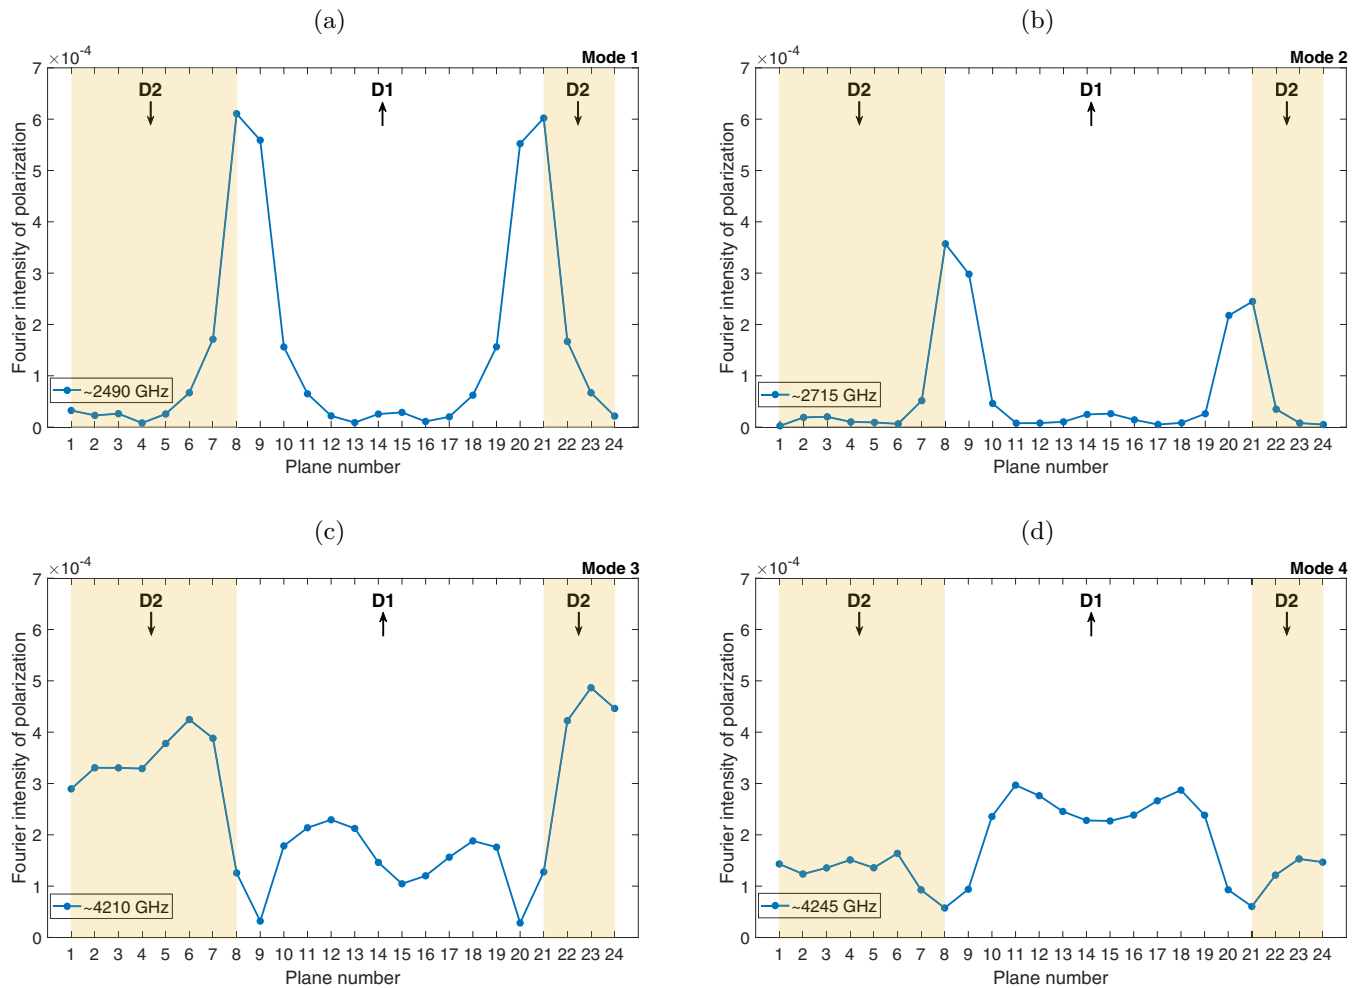 (a)
×10⁻⁴ Mode 1
7
6
5
4
3
2
1
0
Fourier intensity of polarization
D2 D1 D2
~2490 GHz
1 2 3 4 5 6 7 8 9 10 11 12 13 14 15 16 17 18 19 20 21 22 23 24
Plane number
(b)
×10⁻⁴ Mode 2
7
6
5
4
3
2
1
0
Fourier intensity of polarization
D2 D1 D2
~2715 GHz
1 2 3 4 5 6 7 8 9 10 11 12 13 14 15 16 17 18 19 20 21 22 23 24
Plane number
(c)
×10⁻⁴ Mode 3
7
6
5
4
3
2
1
0
Fourier intensity of polarization
D2 D1 D2
~4210 GHz
1 2 3 4 5 6 7 8 9 10 11 12 13 14 15 16 17 18 19 20 21 22 23 24
Plane number
(d)
×10⁻⁴ Mode 4
7
6
5
4
3
2
1
0
Fourier intensity of polarization
D2 D1 D2
~4245 GHz
1 2 3 4 5 6 7 8 9 10 11 12 13 14 15 16 17 18 19 20 21 22 23 24
Plane number